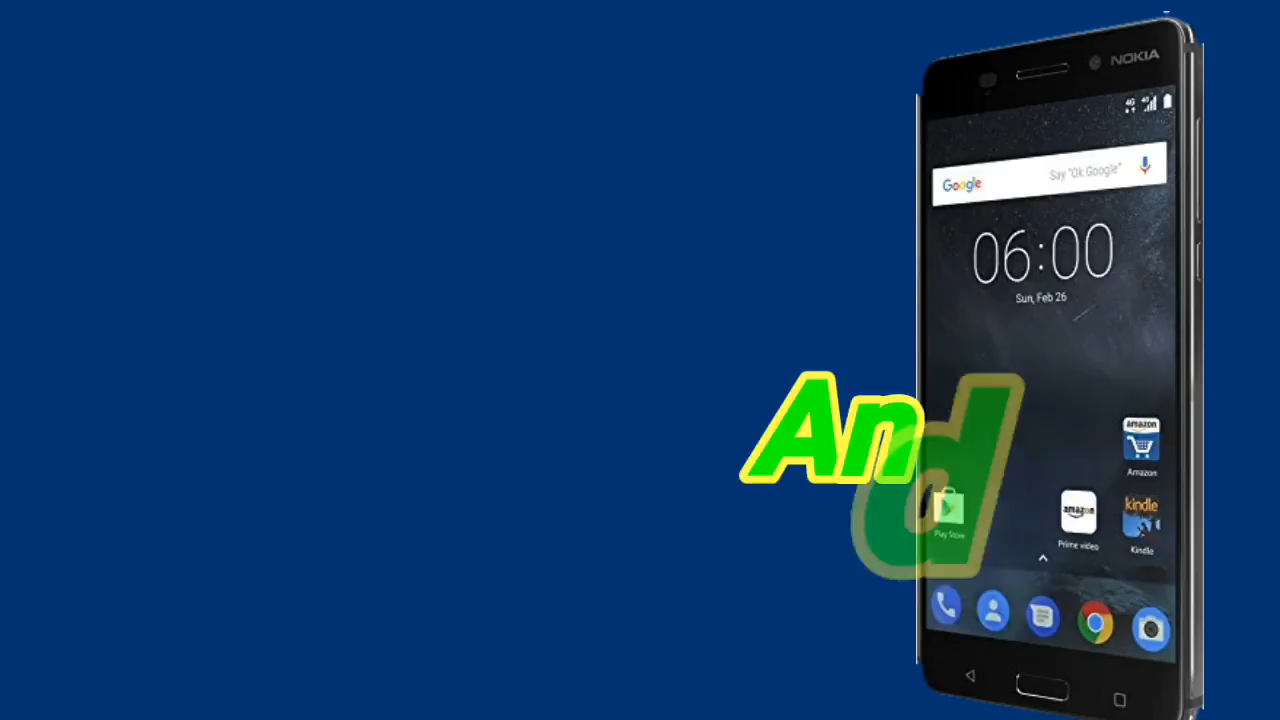 NOKIA
4G 4G
Google Say "Ok Google"
06:00
Sun, Feb 26
And
amazon
Amazon
Play Store
amazon
Prime video
kindle
Kindle